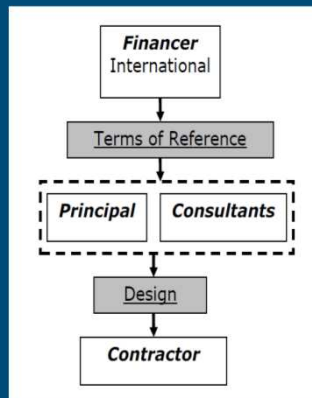 Financer
International
Terms of Reference
Principal Consultants
Design
Contractor